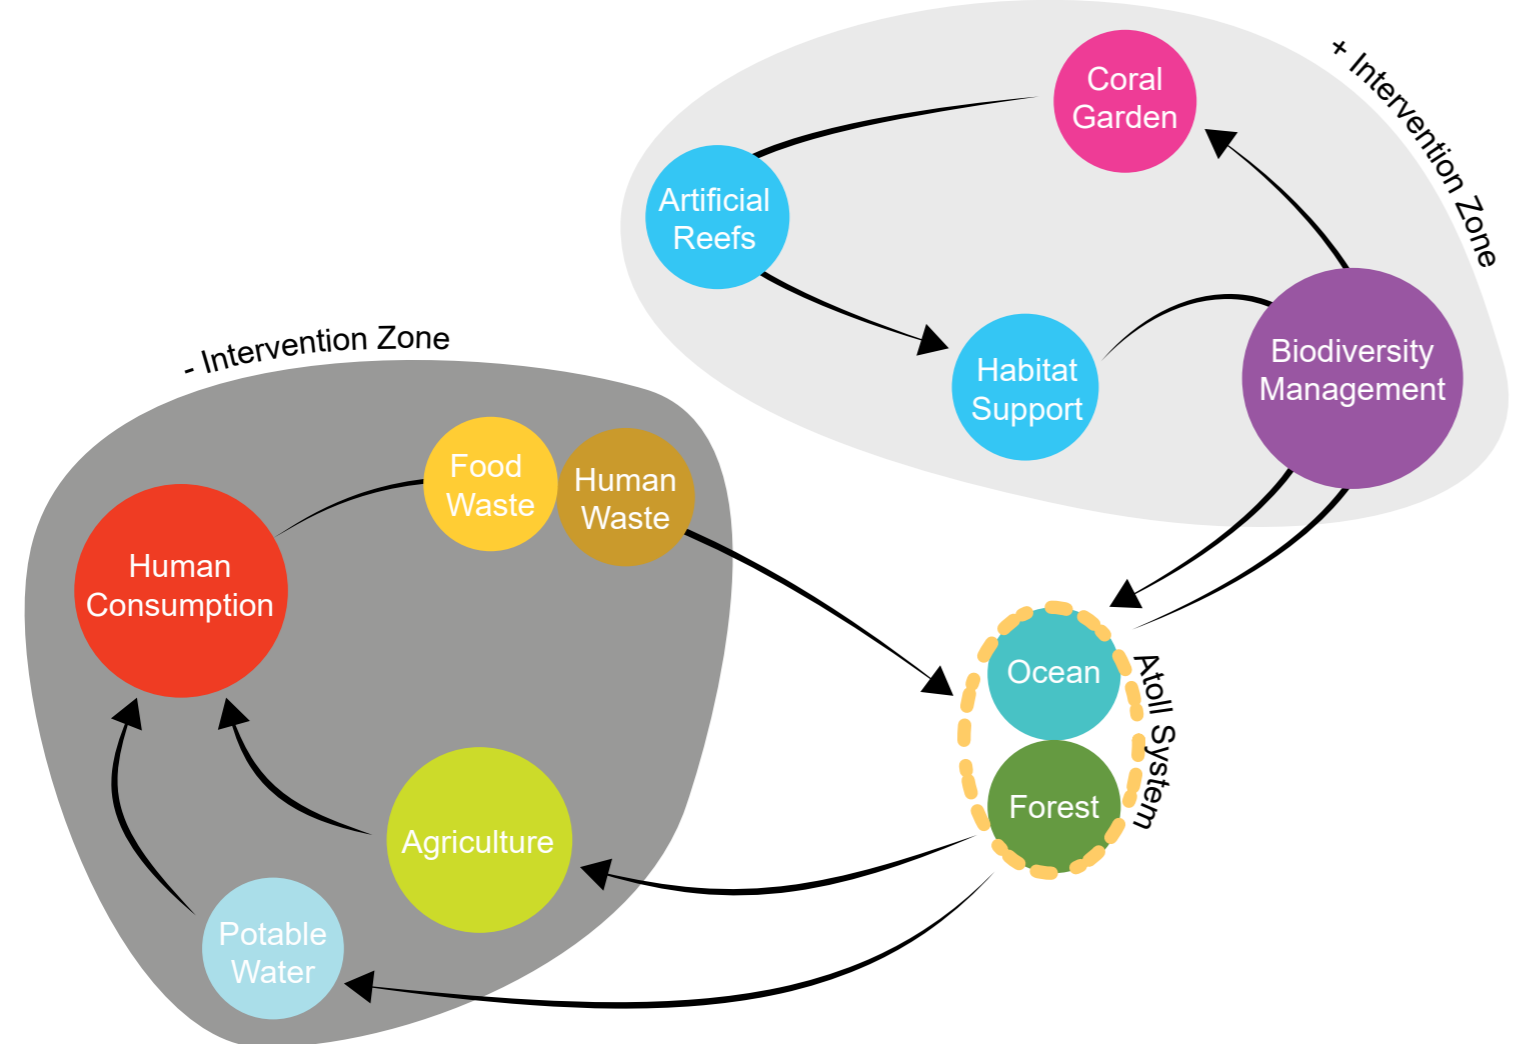 + Intervention Zone
Coral
Garden
Artificial
Reefs
Habitat
Support
Biodiversity
Management
- Intervention Zone
Food
Waste
Human
Waste
Human
Consumption
Agriculture
Potable
Water
Ocean
Forest
Atoll System